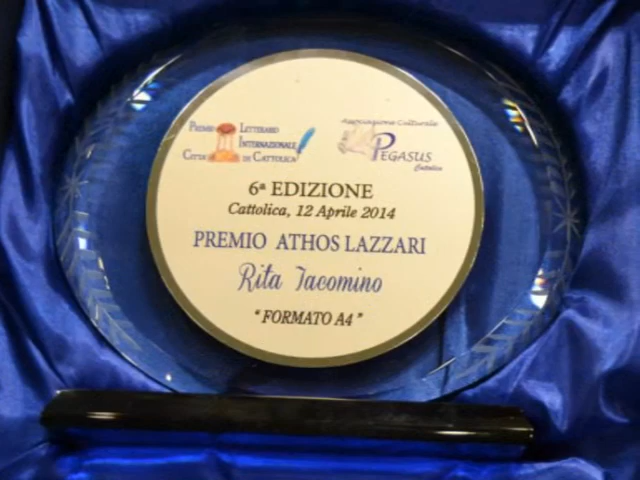 Premio Letterario
Internazionale
Città di Cattolica
Associazione Culturale
Pegasus
Cattolica
6ª EDIZIONE
Cattolica, 12 Aprile 2014
PREMIO ATHOS LAZZARI
Rita Iacomino
"FORMATO A4"